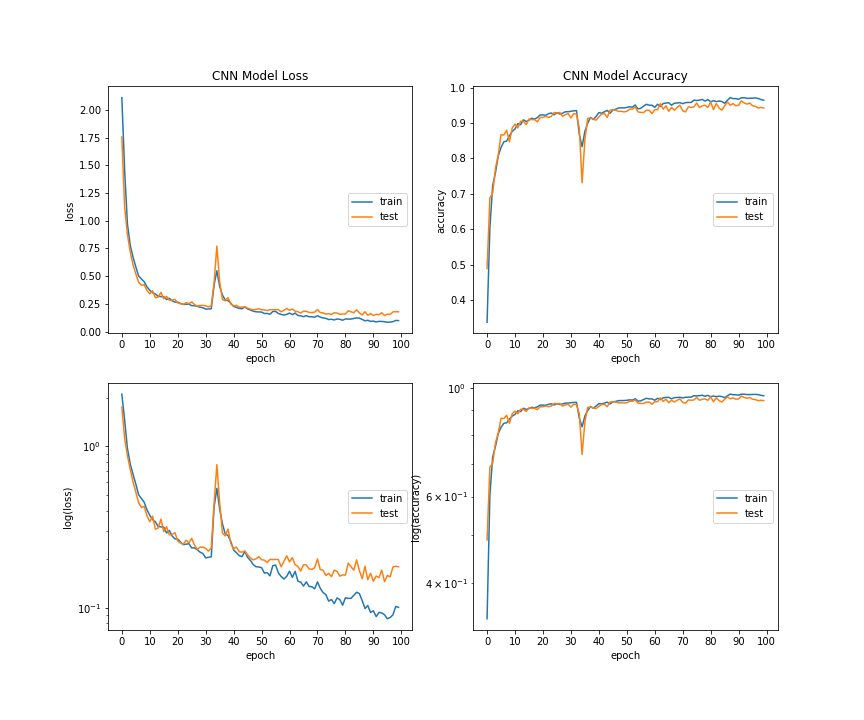 CNN Model Loss
loss
2.00
1.75
1.50
1.25
1.00
0.75
0.50
0.25
0.00
train
test
0 10 20 30 40 50 60 70 80 90 100
epoch
CNN Model Accuracy
accuracy
1.0
0.9
0.8
0.7
0.6
0.5
0.4
train
test
0 10 20 30 40 50 60 70 80 90 100
epoch
log(loss)
10⁰
10⁻¹
train
test
0 10 20 30 40 50 60 70 80 90 100
epoch
log(accuracy)
10⁰
6 × 10⁻¹
4 × 10⁻¹
train
test
0 10 20 30 40 50 60 70 80 90 100
epoch